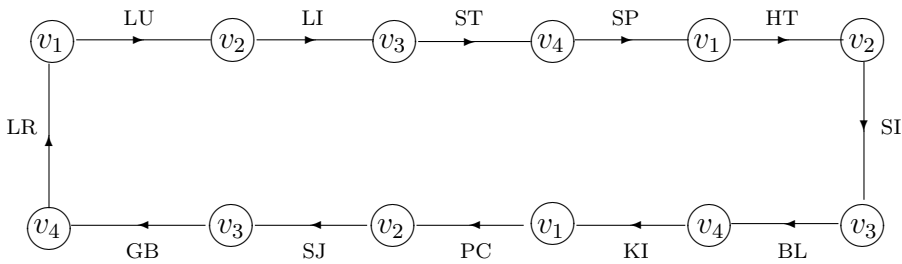 LU LI ST SP HT
v1 v2 v3 v4 v1 v2
LR SI
v4 v3 v2 v1 v4 v3
GB SJ PC KI BL